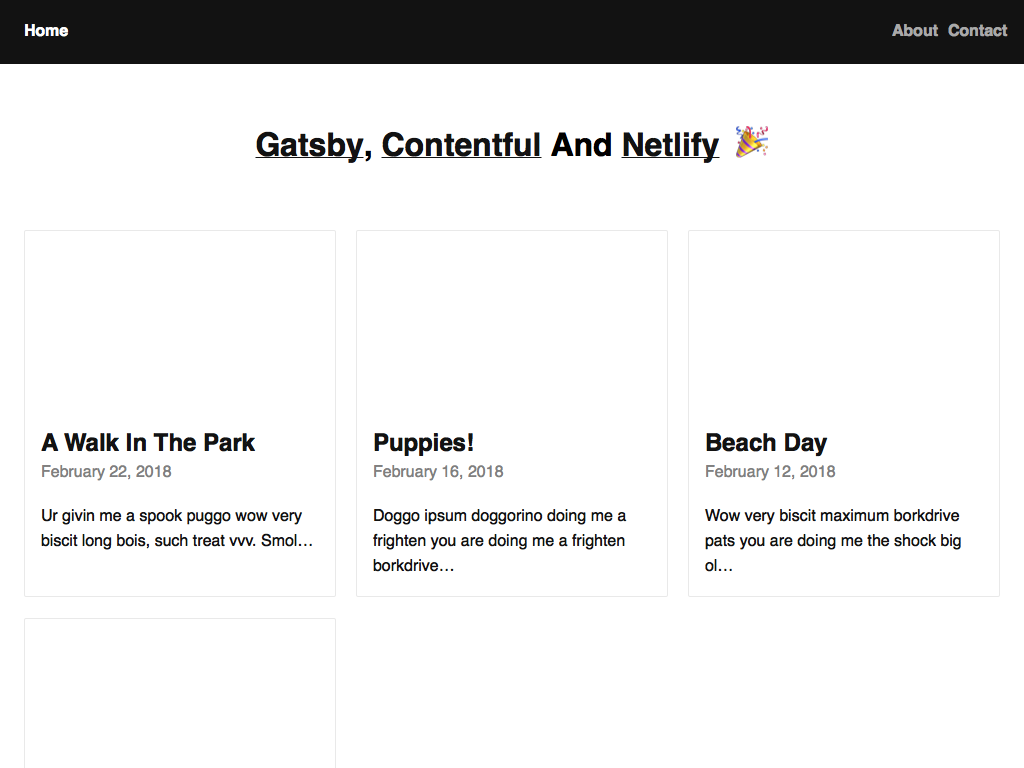 Home
About Contact
Gatsby, Contentful And Netlify 🎉
A Walk In The Park
February 22, 2018
Ur givin me a spook puggo wow very
biscit long bois, such treat vvv. Smol…
Puppies!
February 16, 2018
Doggo ipsum doggorino doing me a
frighten you are doing me a frighten
borkdrive…
Beach Day
February 12, 2018
Wow very biscit maximum borkdrive
pats you are doing me the shock big
ol…